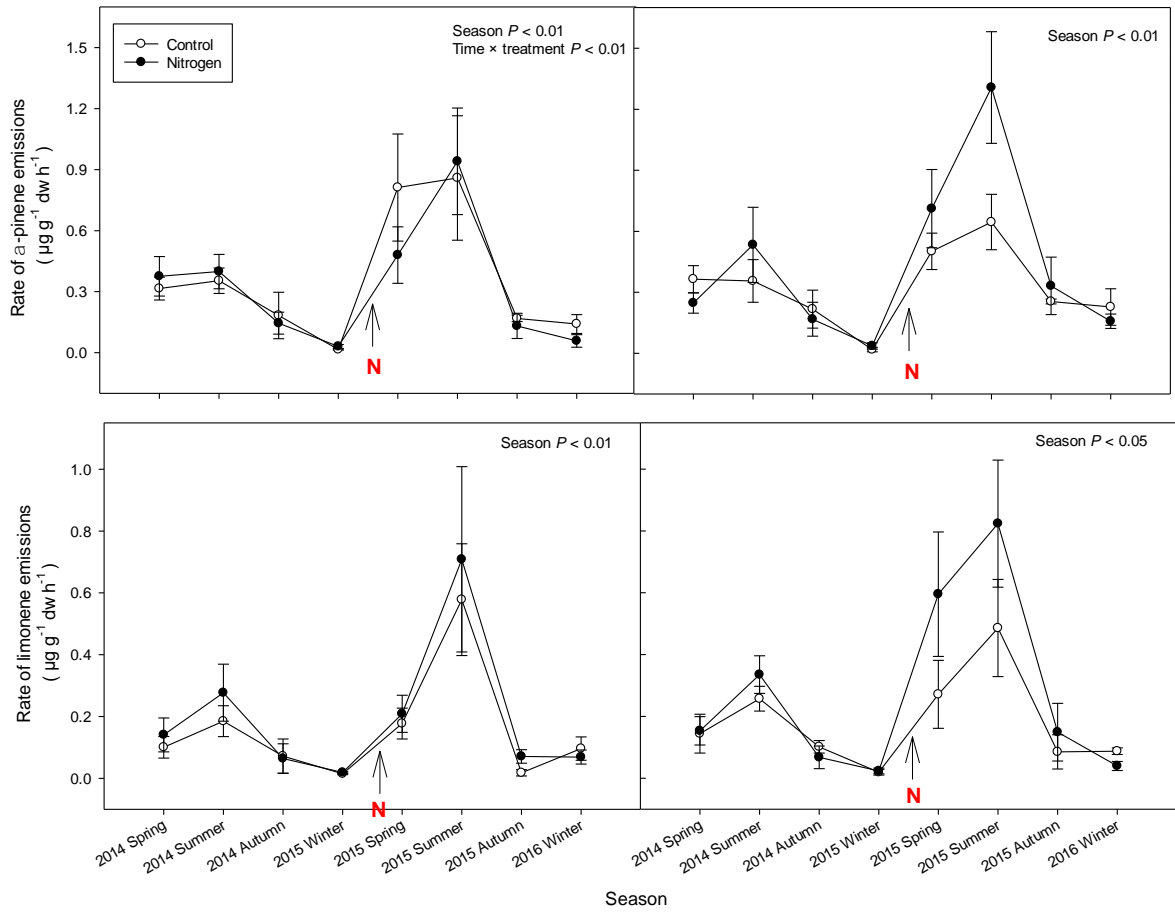 Control
Nitrogen
Season P < 0.01
Time × treatment P < 0.01
Season P < 0.01
1.5
1.2
0.9
0.6
0.3
0.0
Rate of α-pinene emissions
( µg g⁻¹ dw h⁻¹)
N
N
Season P < 0.01
Season P < 0.05
1.0
0.8
0.6
0.4
0.2
0.0
Rate of limonene emissions
( µg g⁻¹ dw h⁻¹)
N
N
2014 Spring
2014 Summer
2014 Autumn
2015 Winter
2015 Spring
2015 Summer
2015 Autumn
2016 Winter
2014 Spring
2014 Summer
2014 Autumn
2015 Winter
2015 Spring
2015 Summer
2015 Autumn
2016 Winter
Season